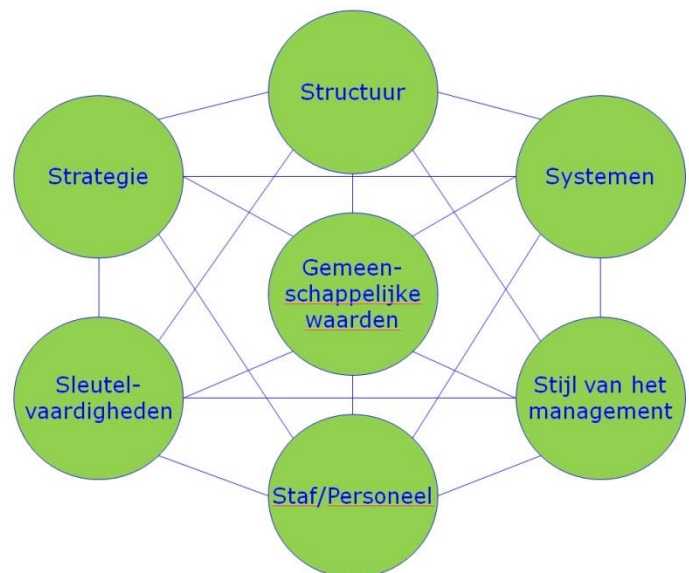 Structuur
Strategie
Systemen
Gemeen-
schappelijke
waarden
Sleutel-
vaardigheden
Stijl van het
management
Staf/Personeel